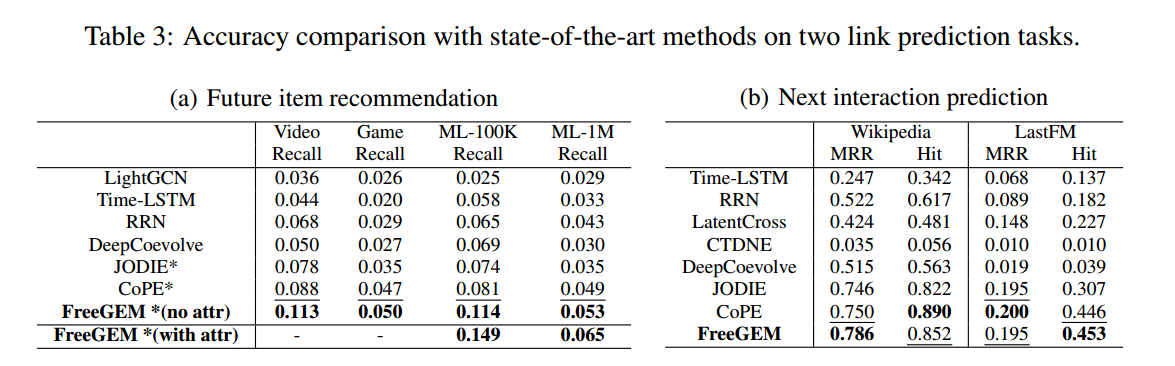 Table 3: Accuracy comparison with state-of-the-art methods on two link prediction tasks.
(a) Future item recommendation
Video Game ML-100K ML-1M
Recall Recall Recall Recall
LightGCN 0.036 0.026 0.025 0.029
Time-LSTM 0.044 0.020 0.058 0.033
RRN 0.068 0.029 0.065 0.043
DeepCoevolve 0.050 0.027 0.069 0.030
JODIE* 0.078 0.035 0.074 0.035
CoPE* 0.088 0.047 0.081 0.049
FreeGEM *(no attr) 0.113 0.050 0.114 0.053
FreeGEM *(with attr) - - 0.149 0.065
(b) Next interaction prediction
Wikipedia LastFM
MRR Hit MRR Hit
Time-LSTM 0.247 0.342 0.068 0.137
RRN 0.522 0.617 0.089 0.182
LatentCross 0.424 0.481 0.148 0.227
CTDNE 0.035 0.056 0.010 0.010
DeepCoevolve 0.515 0.563 0.019 0.039
JODIE 0.746 0.822 0.195 0.307
CoPE 0.750 0.890 0.200 0.446
FreeGEM 0.786 0.852 0.195 0.453